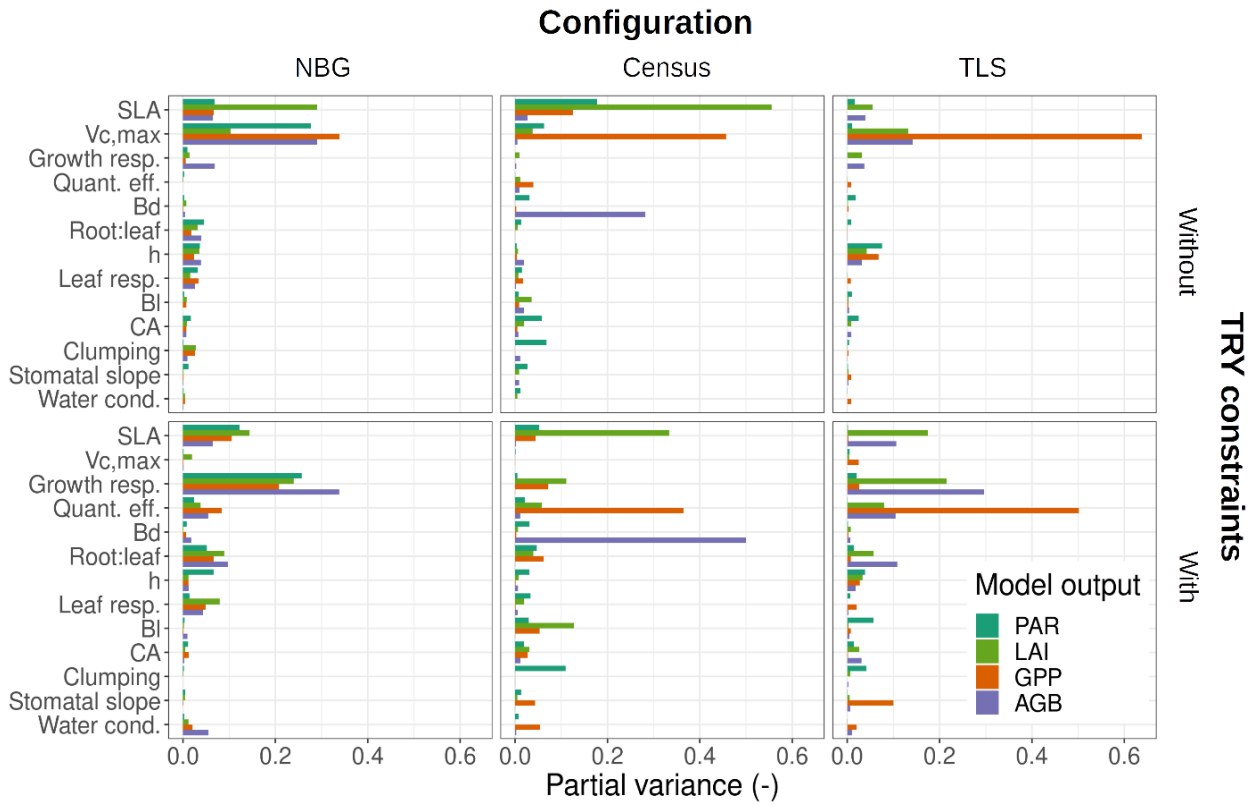 Configuration
NBG Census TLS
SLA
Vc,max
Growth resp.
Quant. eff.
Bd
Root:leaf
h
Leaf resp.
Bl
CA
Clumping
Stomatal slope
Water cond.
Without
SLA
Vc,max
Growth resp.
Quant. eff.
Bd
Root:leaf
h
Leaf resp.
Bl
CA
Clumping
Stomatal slope
Water cond.
With
TRY constraints
Model output
PAR
LAI
GPP
AGB
0.0 0.2 0.4 0.6 0.0 0.2 0.4 0.6 0.0 0.2 0.4 0.6
Partial variance (-)